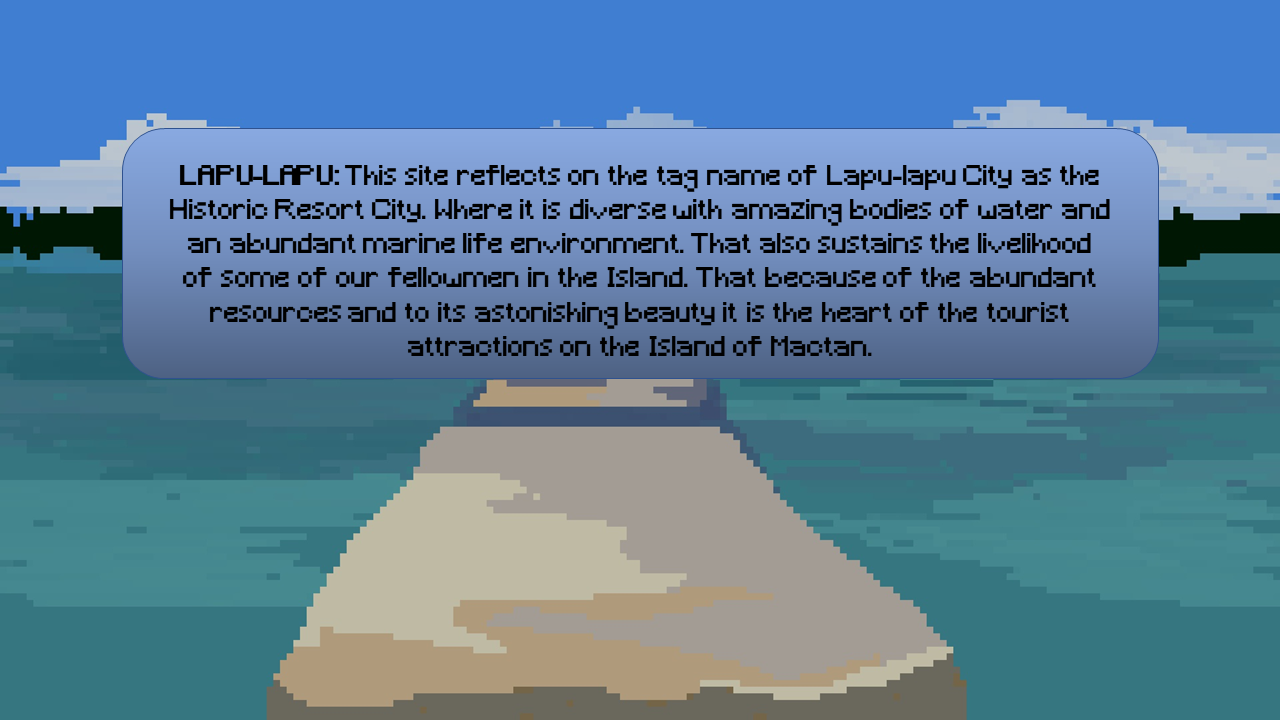 LAPU-LAPU: This site reflects on the tag name of Lapu-lapu City as the
Historic Resort City. Where it is diverse with amazing bodies of water and
an abundant marine life environment. That also sustains the livelihood
of some of our fellowmen in the Island. That because of the abundant
resources and to its astonishing beauty it is the heart of the tourist
attractions on the Island of Mactan.